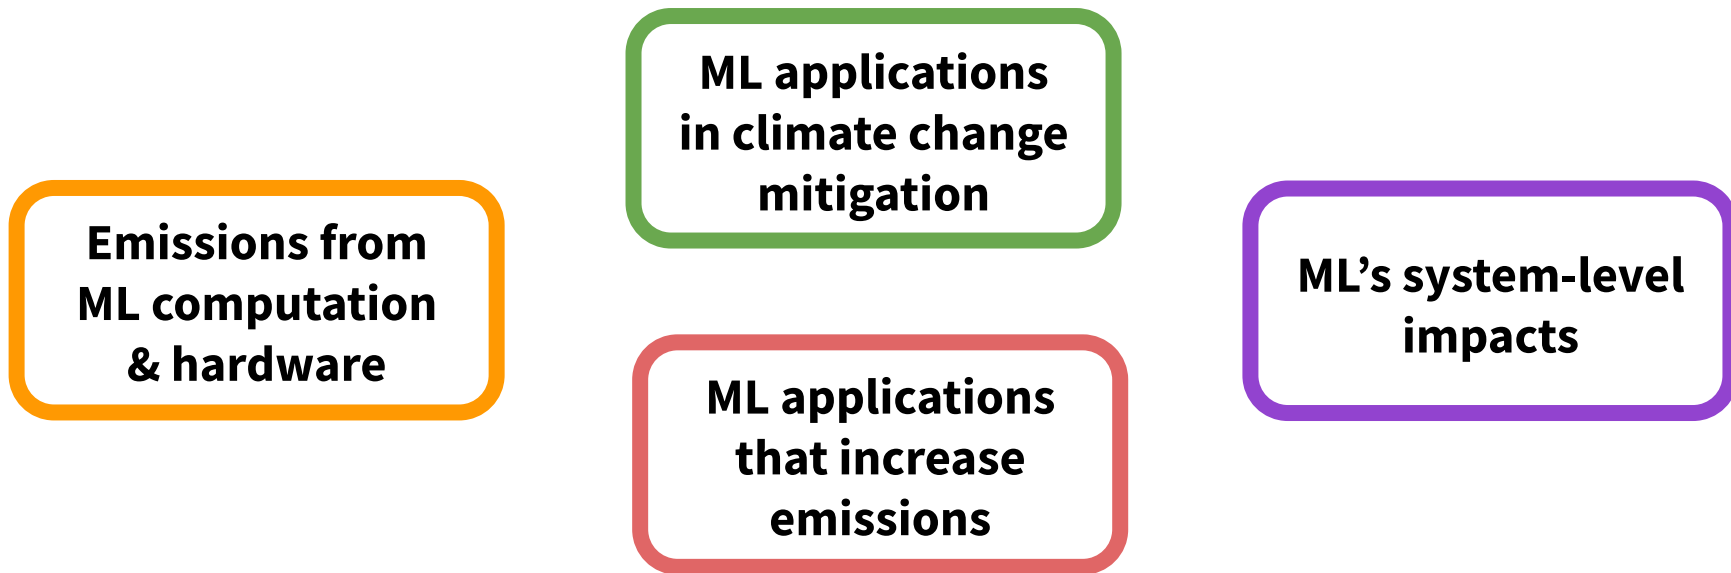 Emissions from
ML computation
& hardware
ML applications
in climate change
mitigation
ML applications
that increase
emissions
ML’s system-level
impacts